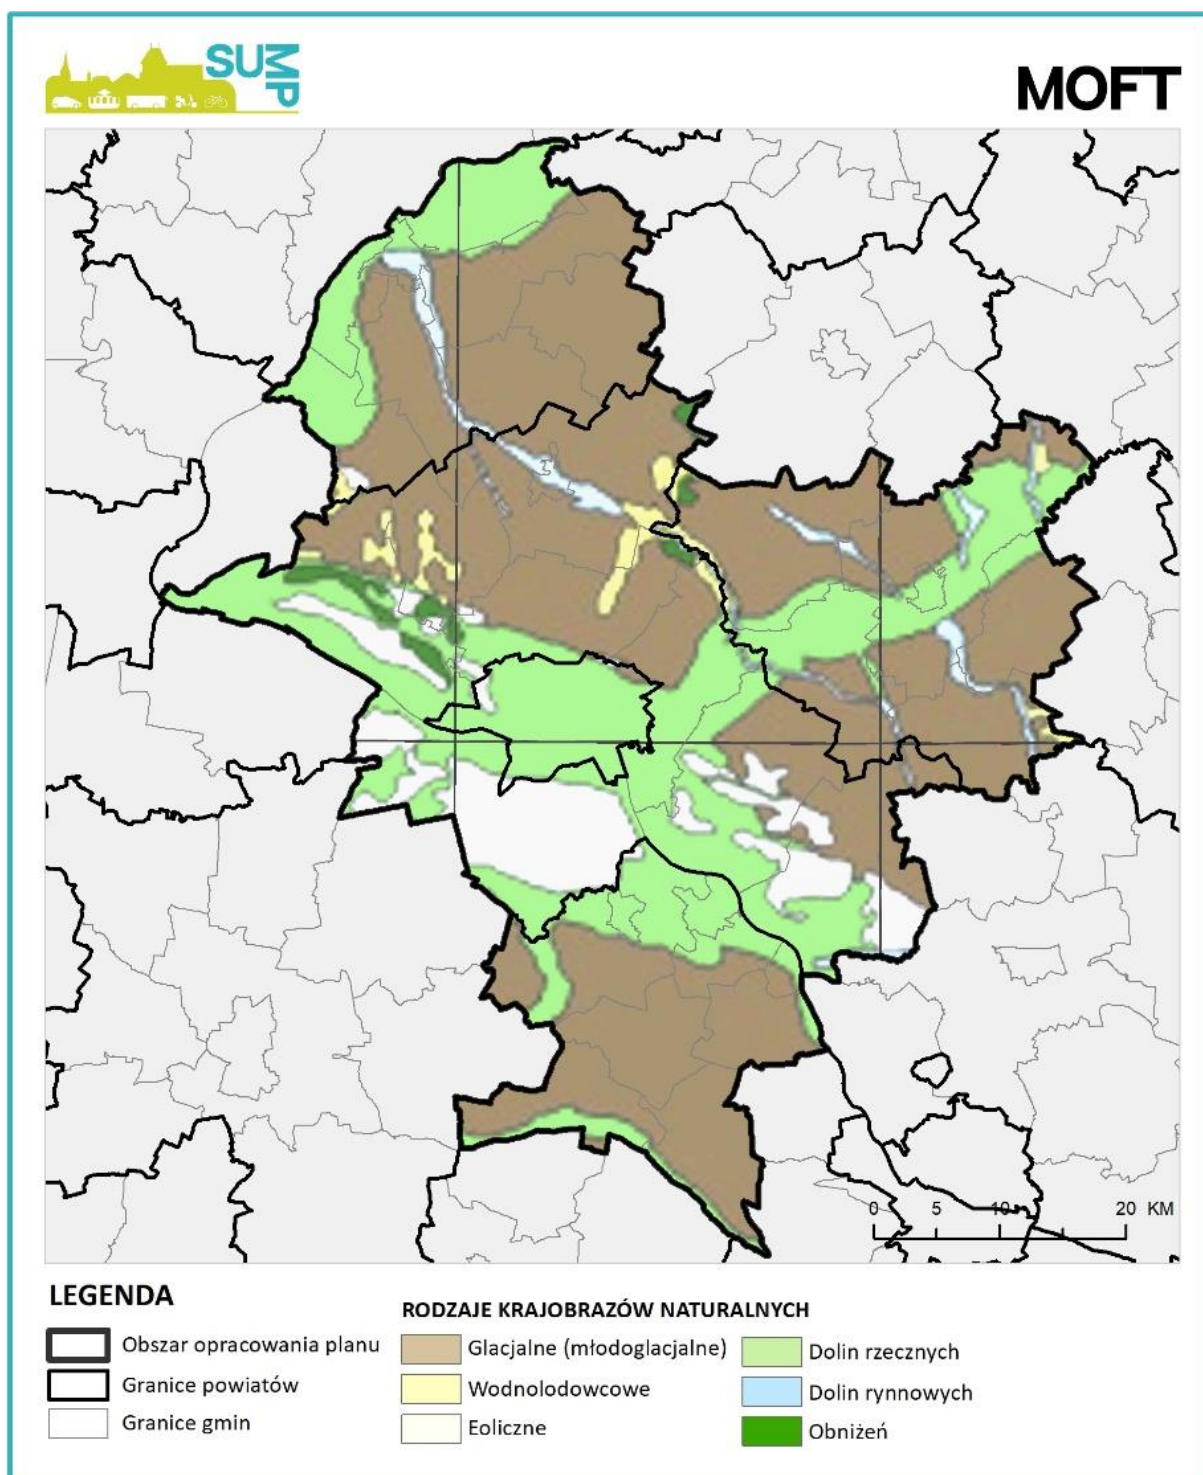 SUMP
MOFT
0 5 10 20 KM
LEGENDA
Obszar opracowania planu
Granice powiatów
Granice gmin
RODZAJE KRAJOBRAZÓW NATURALNYCH
Glacjalne (młodoglacjalne)
Wodnolodowcowe
Eoliczne
Dolin rzecznych
Dolin rynnowych
Obniżeń